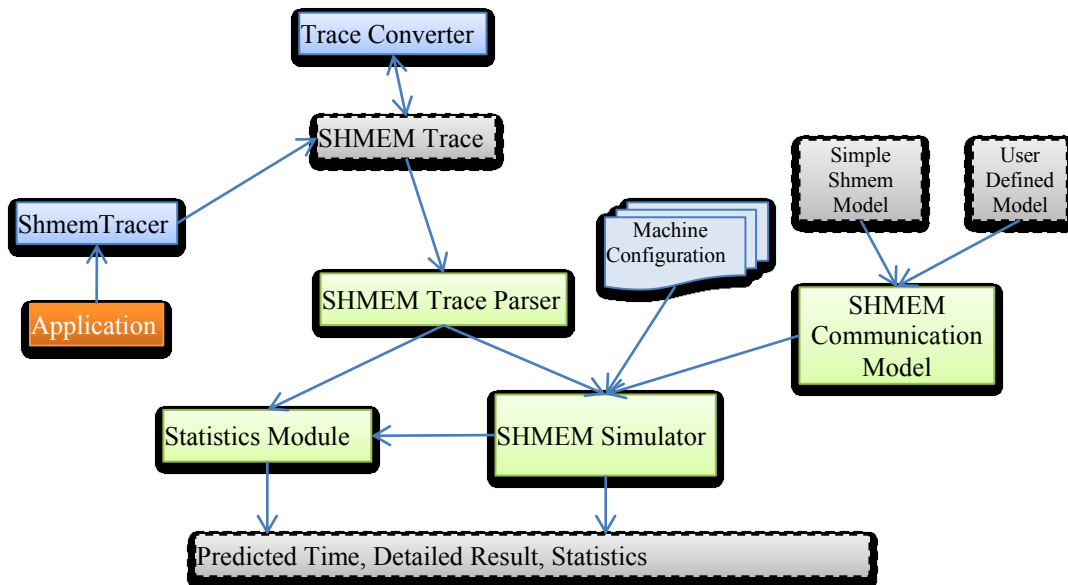 Trace Converter
SHMEM Trace
Simple
Shmem
Model
User
Defined
Model
ShmemTracer
Machine
Configuration
SHMEM Trace Parser
Application
SHMEM
Communication
Model
Statistics Module
SHMEM Simulator
Predicted Time, Detailed Result, Statistics